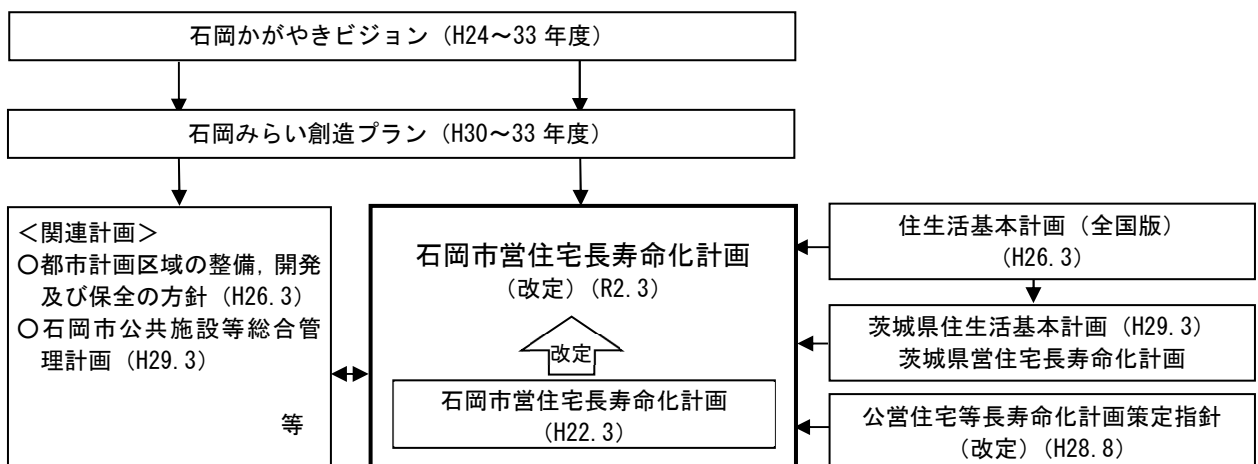 石岡かがやきビジョン（H24～33 年度）
石岡みらい創造プラン（H30～33 年度）
＜関連計画＞
○都市計画区域の整備，開発
及び保全の方針（H26.3）
○石岡市公共施設等総合管
理計画（H29.3）
等
石岡市営住宅長寿命化計画
（改定）（R2.3）
改定
石岡市営住宅長寿命化計画
（H22.3）
住生活基本計画（全国版）
（H26.3）
茨城県住生活基本計画（H29.3）
茨城県営住宅長寿命化計画
公営住宅等長寿命化計画策定指針
（改定）（H28.8）